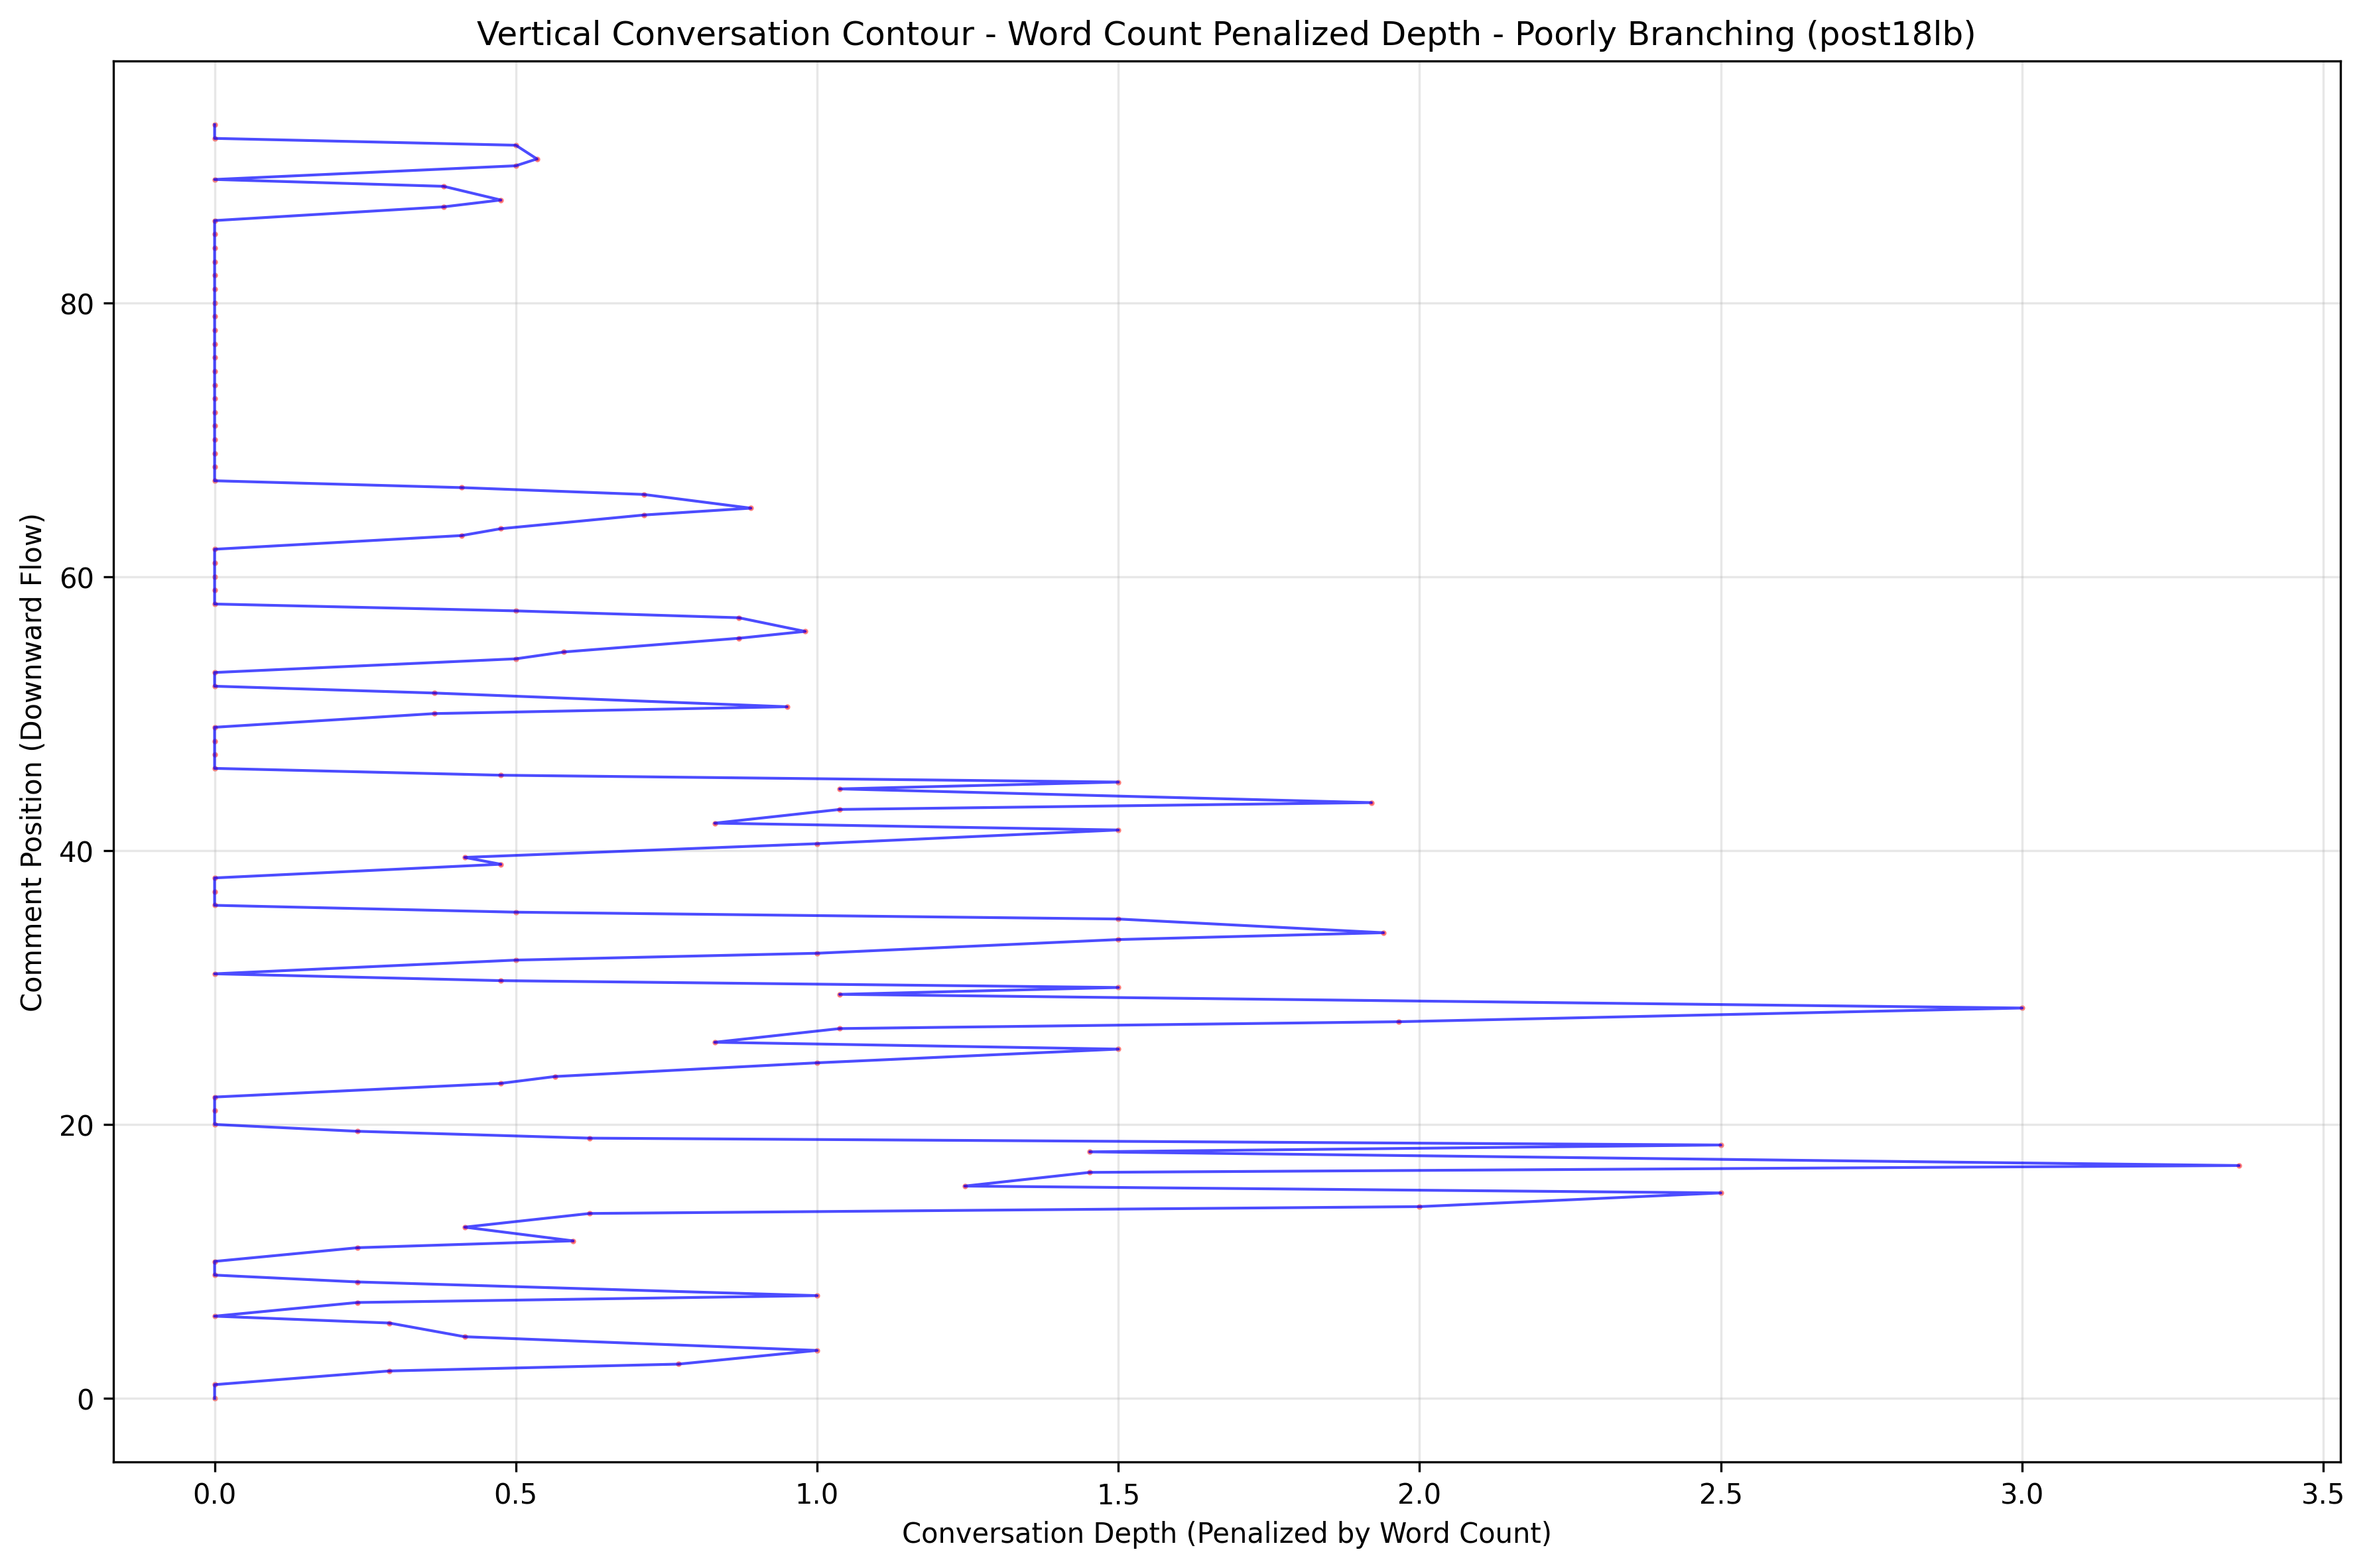 Vertical Conversation Contour - Word Count Penalized Depth - Poorly Branching (post18lb)
Comment Position (Downward Flow)
80
60
40
20
0
0.0 0.5 1.0 1.5 2.0 2.5 3.0 3.5
Conversation Depth (Penalized by Word Count)